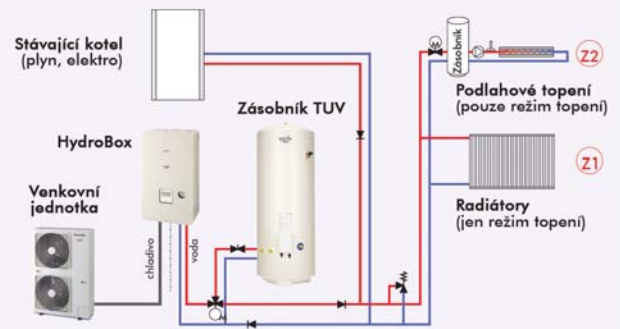 Stávající kotel
(plyn, elektro)
Zásobník TUV
HydroBox
Venkovní
jednotka
chladivo
voda
M
M
Zásobník
Z2
Podlahové topení
(pouze režim topení)
Z1
Radiátory
(jen režim topení)